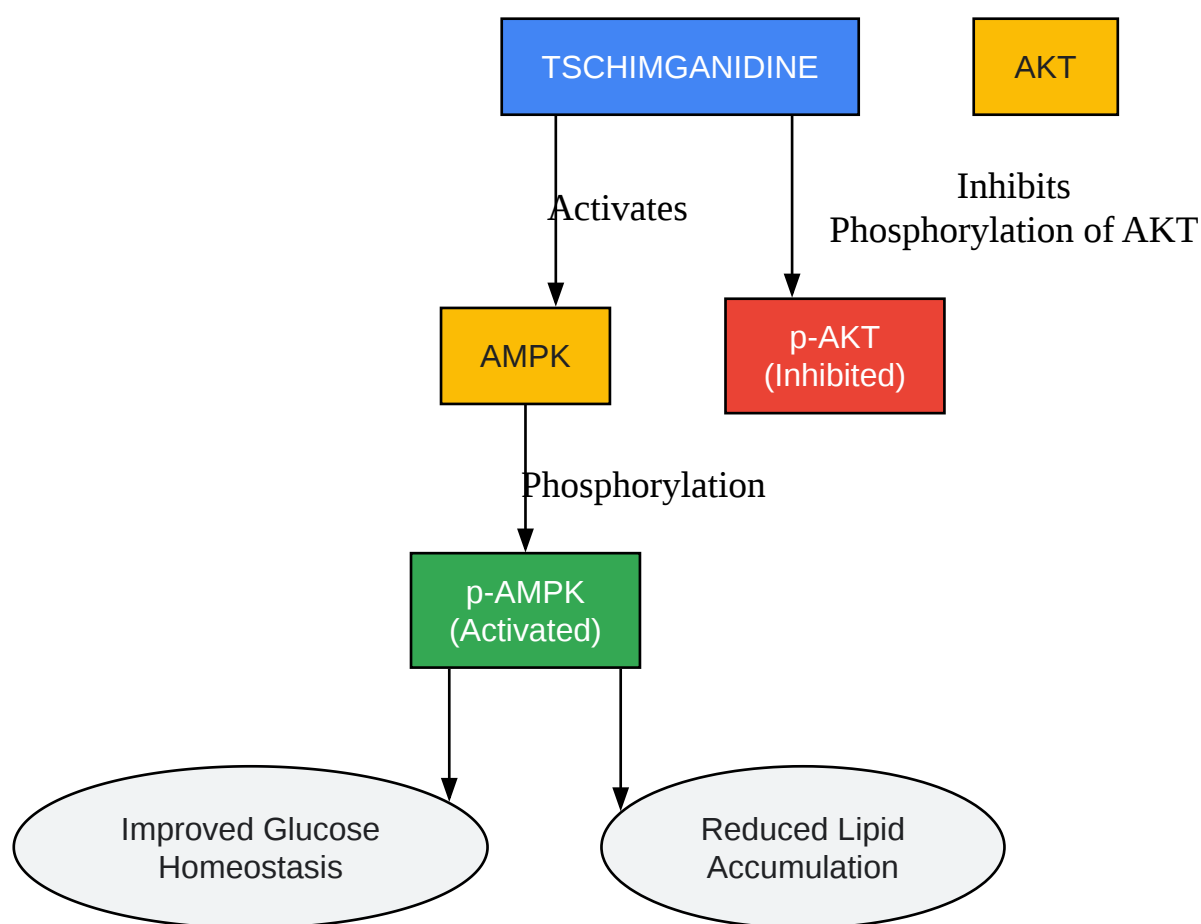 TSCHIMGANIDINE
AKT
Activates
Inhibits
Phosphorylation of AKT
AMPK
p-AKT
(Inhibited)
Phosphorylation
p-AMPK
(Activated)
Improved Glucose
Homeostasis
Reduced Lipid
Accumulation